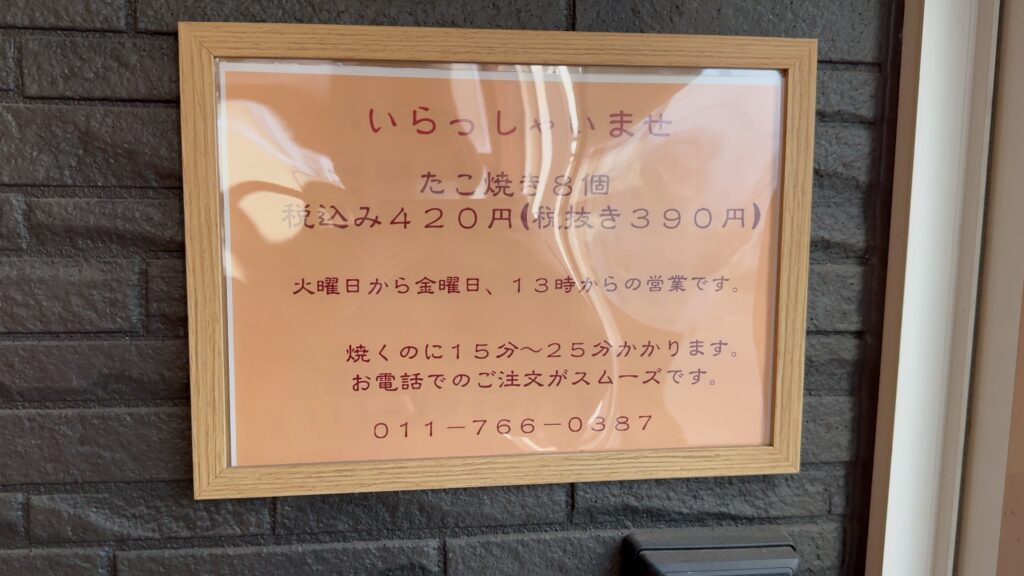 いらっしゃいませ
たこ焼き８個
税込み４２０円(税抜き３９０円)
火曜日から金曜日、１３時からの営業です。
焼くのに１５分～２５分かかります。
お電話でのご注文がスムーズです。
０１１－７６６－０３８７